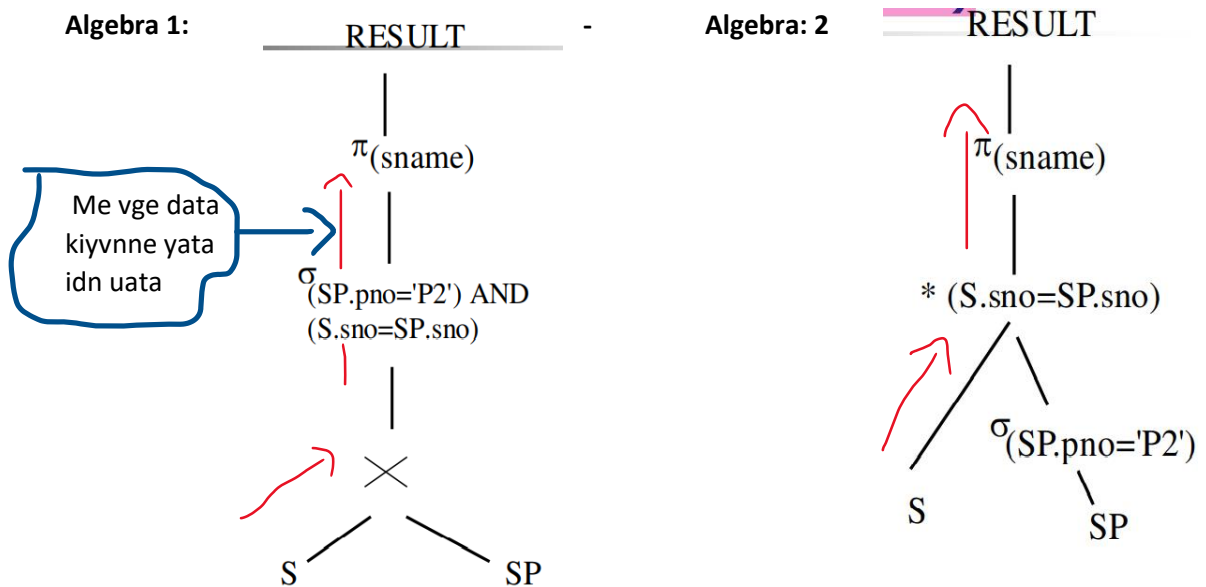 Algebra 1:
RESULT
-
π(sname)
Me vge data
kiyvnne yata
idn uata
σ(SP.pno='P2') AND
(S.sno=SP.sno)
×
S
SP
Algebra: 2
RESULT
π(sname)
* (S.sno=SP.sno)
σ(SP.pno='P2')
S
SP